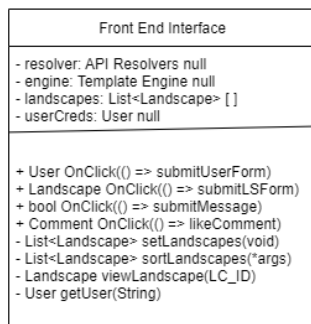 Front End Interface
- resolver: API Resolvers null
- engine: Template Engine null
- landscapes: List<Landscape> [ ]
- userCreds: User null
+ User OnClick(() => submitUserForm)
+ Landscape OnClick(() => submitLSForm)
+ bool OnClick(() => submitMessage)
+ Comment OnClick(() => likeComment)
- List<Landscape> setLandscapes(void)
- List<Landscape> sortLandscapes(*args)
- Landscape viewLandscape(LC_ID)
- User getUser(String)